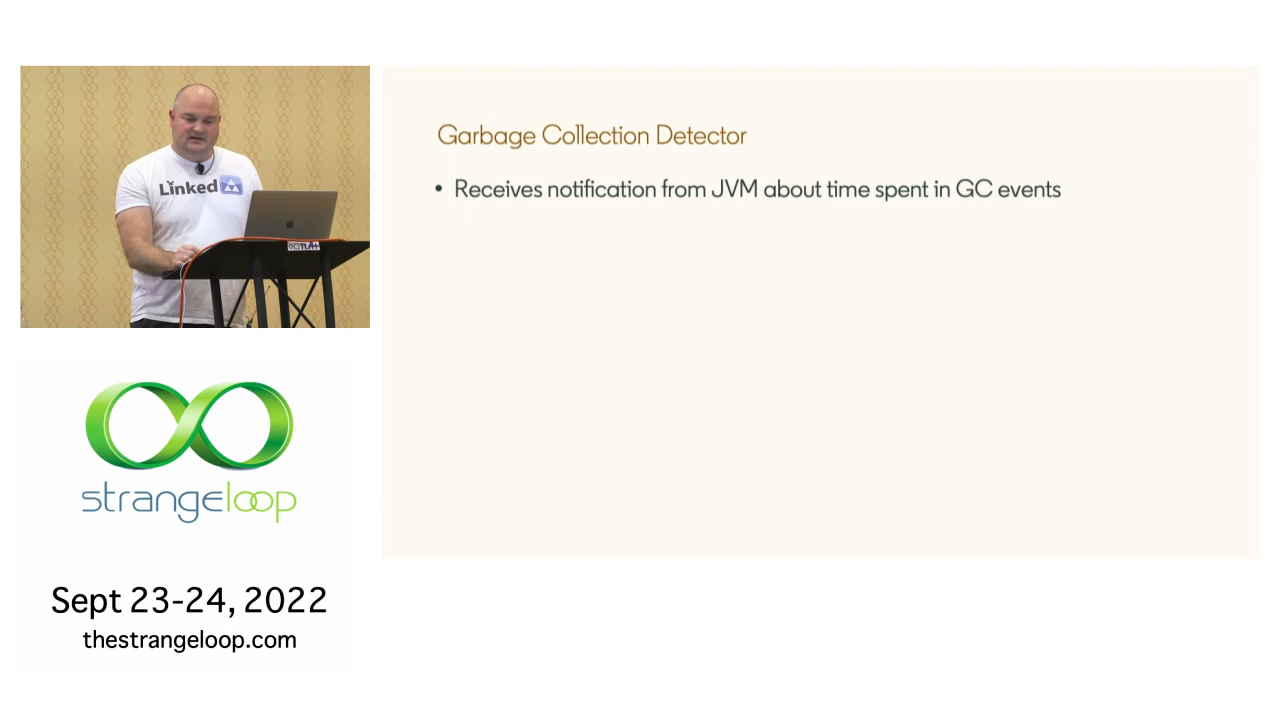 Garbage Collection Detector
• Receives notification from JVM about time spent in GC events
Linked
strangeloop
Sept 23-24, 2022
thestrangeloop.com